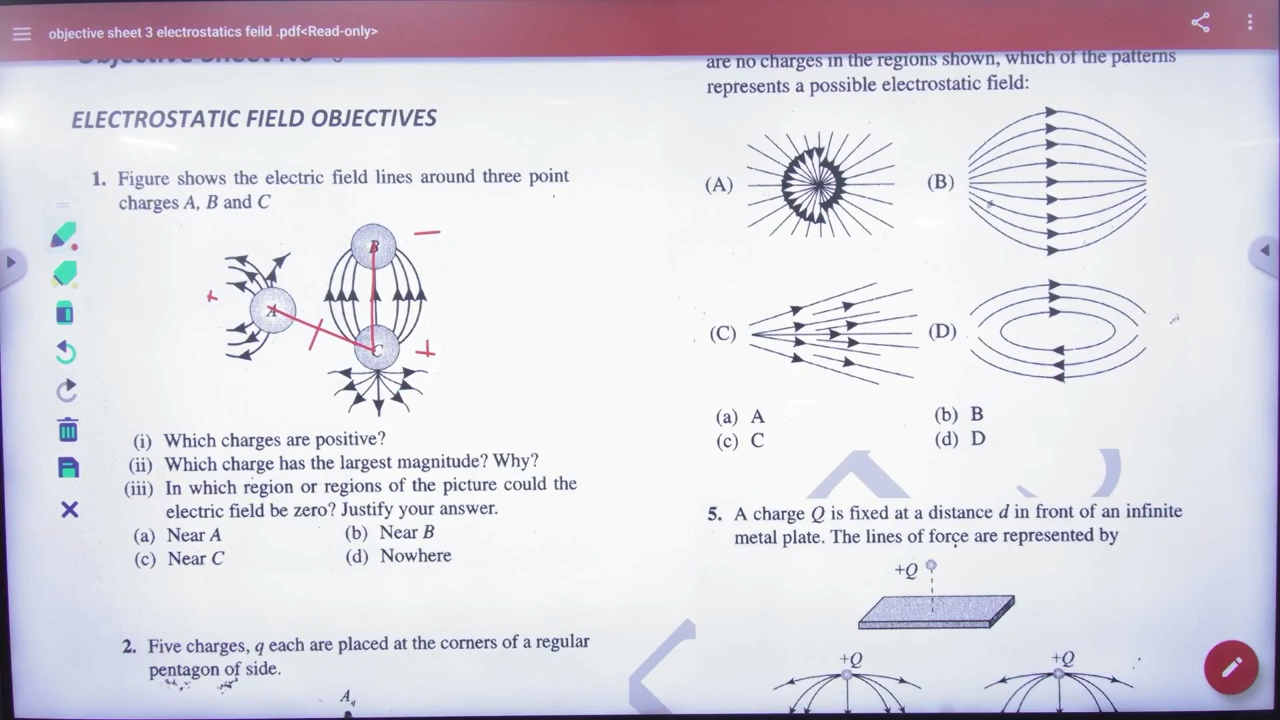 objective sheet 3 electrostatics feild .pdf<Read-only>
ELECTROSTATIC FIELD OBJECTIVES
1. Figure shows the electric field lines around three point
charges A, B and C
B
A
C
(i) Which charges are positive?
(ii) Which charge has the largest magnitude? Why?
(iii) In which region or regions of the picture could the
electric field be zero? Justify your answer.
(a) Near A (b) Near B
(c) Near C (d) Nowhere
2. Five charges, q each are placed at the corners of a regular
pentagon of side.
A
are no charges in the regions shown, which of the patterns
represents a possible electrostatic field:
(A) (B)
(C) (D)
(a) A (b) B
(c) C (d) D
5. A charge Q is fixed at a distance d in front of an infinite
metal plate. The lines of force are represented by
+Q
+Q +Q